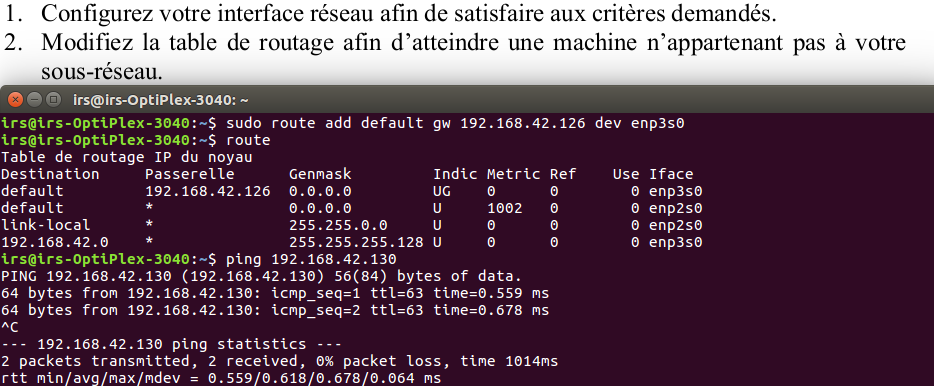 1. Configurez votre interface réseau afin de satisfaire aux critères demandés.
2. Modifiez la table de routage afin d’atteindre une machine n’appartenant pas à votre
sous-réseau.
irs@irs-OptiPlex-3040: ~
irs@irs-OptiPlex-3040:~$ sudo route add default gw 192.168.42.126 dev enp3s0
irs@irs-OptiPlex-3040:~$ route
Table de routage IP du noyau
Destination Passerelle Genmask Indic Metric Ref Use Iface
default 192.168.42.126 0.0.0.0 UG 0 0 0 enp3s0
default * 0.0.0.0 U 1002 0 0 enp2s0
link-local * 255.255.0.0 U 0 0 0 enp2s0
192.168.42.0 * 255.255.255.128 U 0 0 0 enp3s0
irs@irs-OptiPlex-3040:~$ ping 192.168.42.130
PING 192.168.42.130 (192.168.42.130) 56(84) bytes of data.
64 bytes from 192.168.42.130: icmp_seq=1 ttl=63 time=0.559 ms
64 bytes from 192.168.42.130: icmp_seq=2 ttl=63 time=0.678 ms
^C
--- 192.168.42.130 ping statistics ---
2 packets transmitted, 2 received, 0% packet loss, time 1014ms
rtt min/avg/max/mdev = 0.559/0.618/0.678/0.064 ms